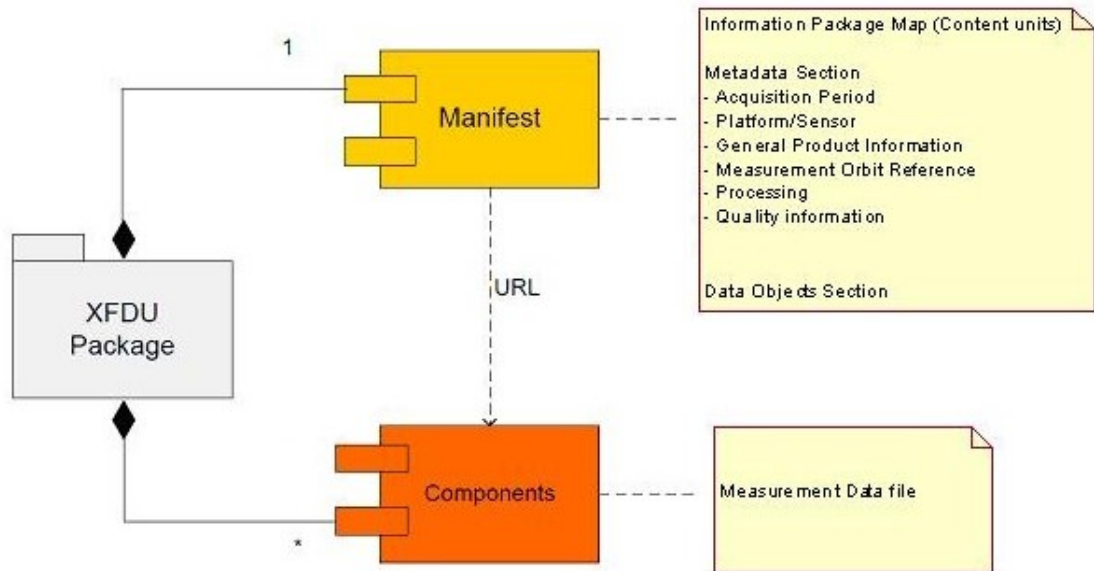 1
Manifest
Information Package Map (Content units)
Metadata Section
- Acquisition Period
- Platform/Sensor
- General Product Information
- Measurement Orbit Reference
- Processing
- Quality information
Data Objects Section
XFDU
Package
URL
Components
*
Measurement Data file